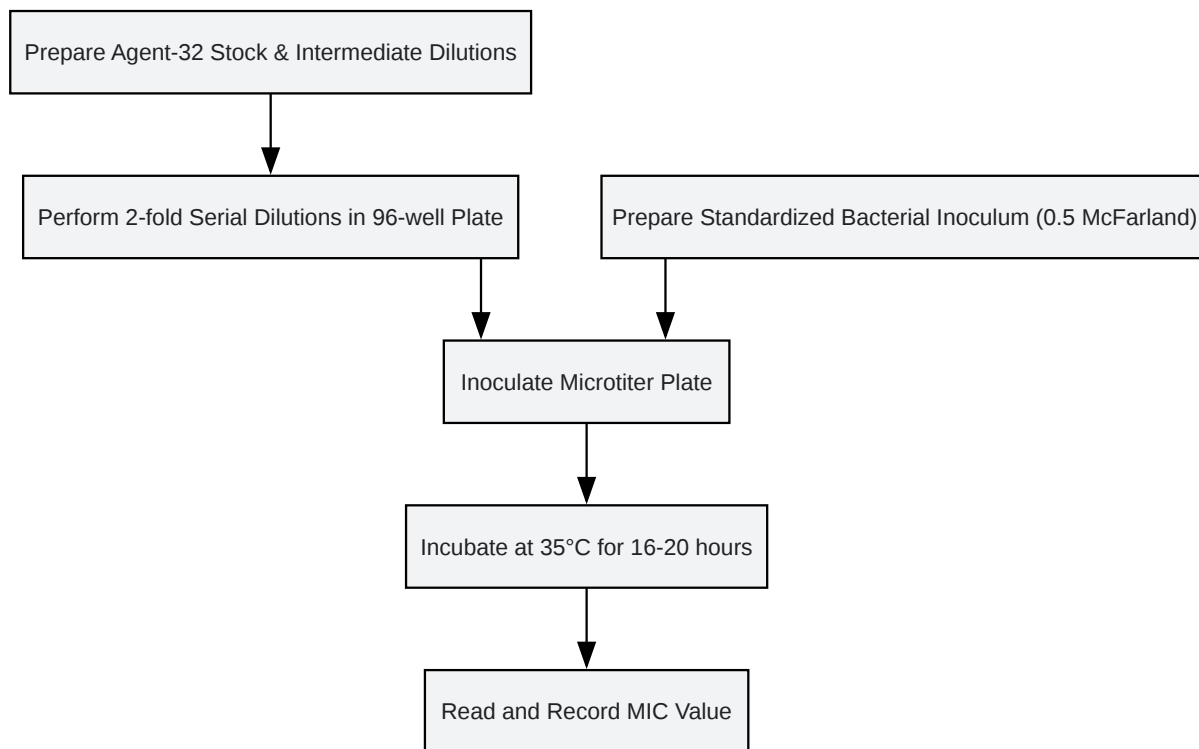 Prepare Agent-32 Stock & Intermediate Dilutions
Perform 2-fold Serial Dilutions in 96-well Plate
Prepare Standardized Bacterial Inoculum (0.5 McFarland)
Inoculate Microtiter Plate
Incubate at 35°C for 16-20 hours
Read and Record MIC Value